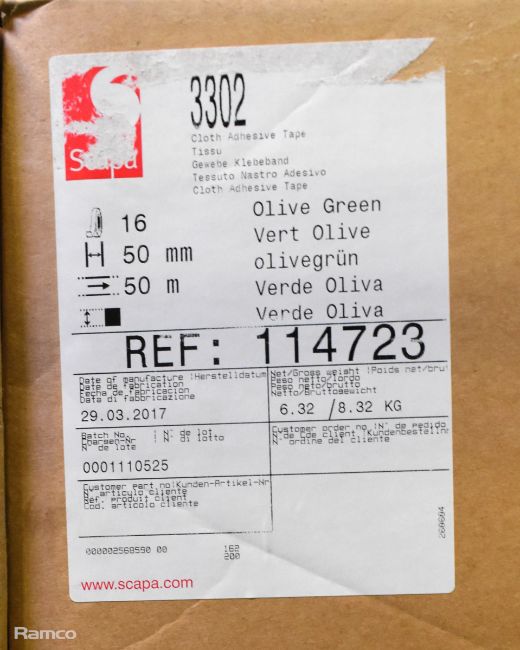 Scapa
3302
Cloth Adhesive Tape
Tissu
Gewebe Klebeband
Tessuto Nastro Adesivo
Cloth Adhesive Tape
16
50 mm
50 m
Olive Green
Vert Olive
olivegrün
Verde Oliva
Verde Oliva
REF: 114723
Date of manufacture !Herstelldatum
Date de fabrication
Fecha de fabricacion
Data di fabbricazione
29.03.2017
Net/Gross weight !Poids net/brut
Peso netto/lordo
Peso neto/brutto
Netto/Bruttogewicht
6.32 /8.32 KG
Batch No. ! N° de lot
Chargen-Nr ! N° di lotto
N° de lote
0001110525
Customer order no !N° de pedido
N°de Cde client !Kundenbestellnr
N°ordine del cliente
Customer part no!Kunden-Artikel-Nr
N. articulo cliente
Ref. produit client
Cod. articolo cliente
000002568590 00
162
200
268684
www.scapa.com
Ramco